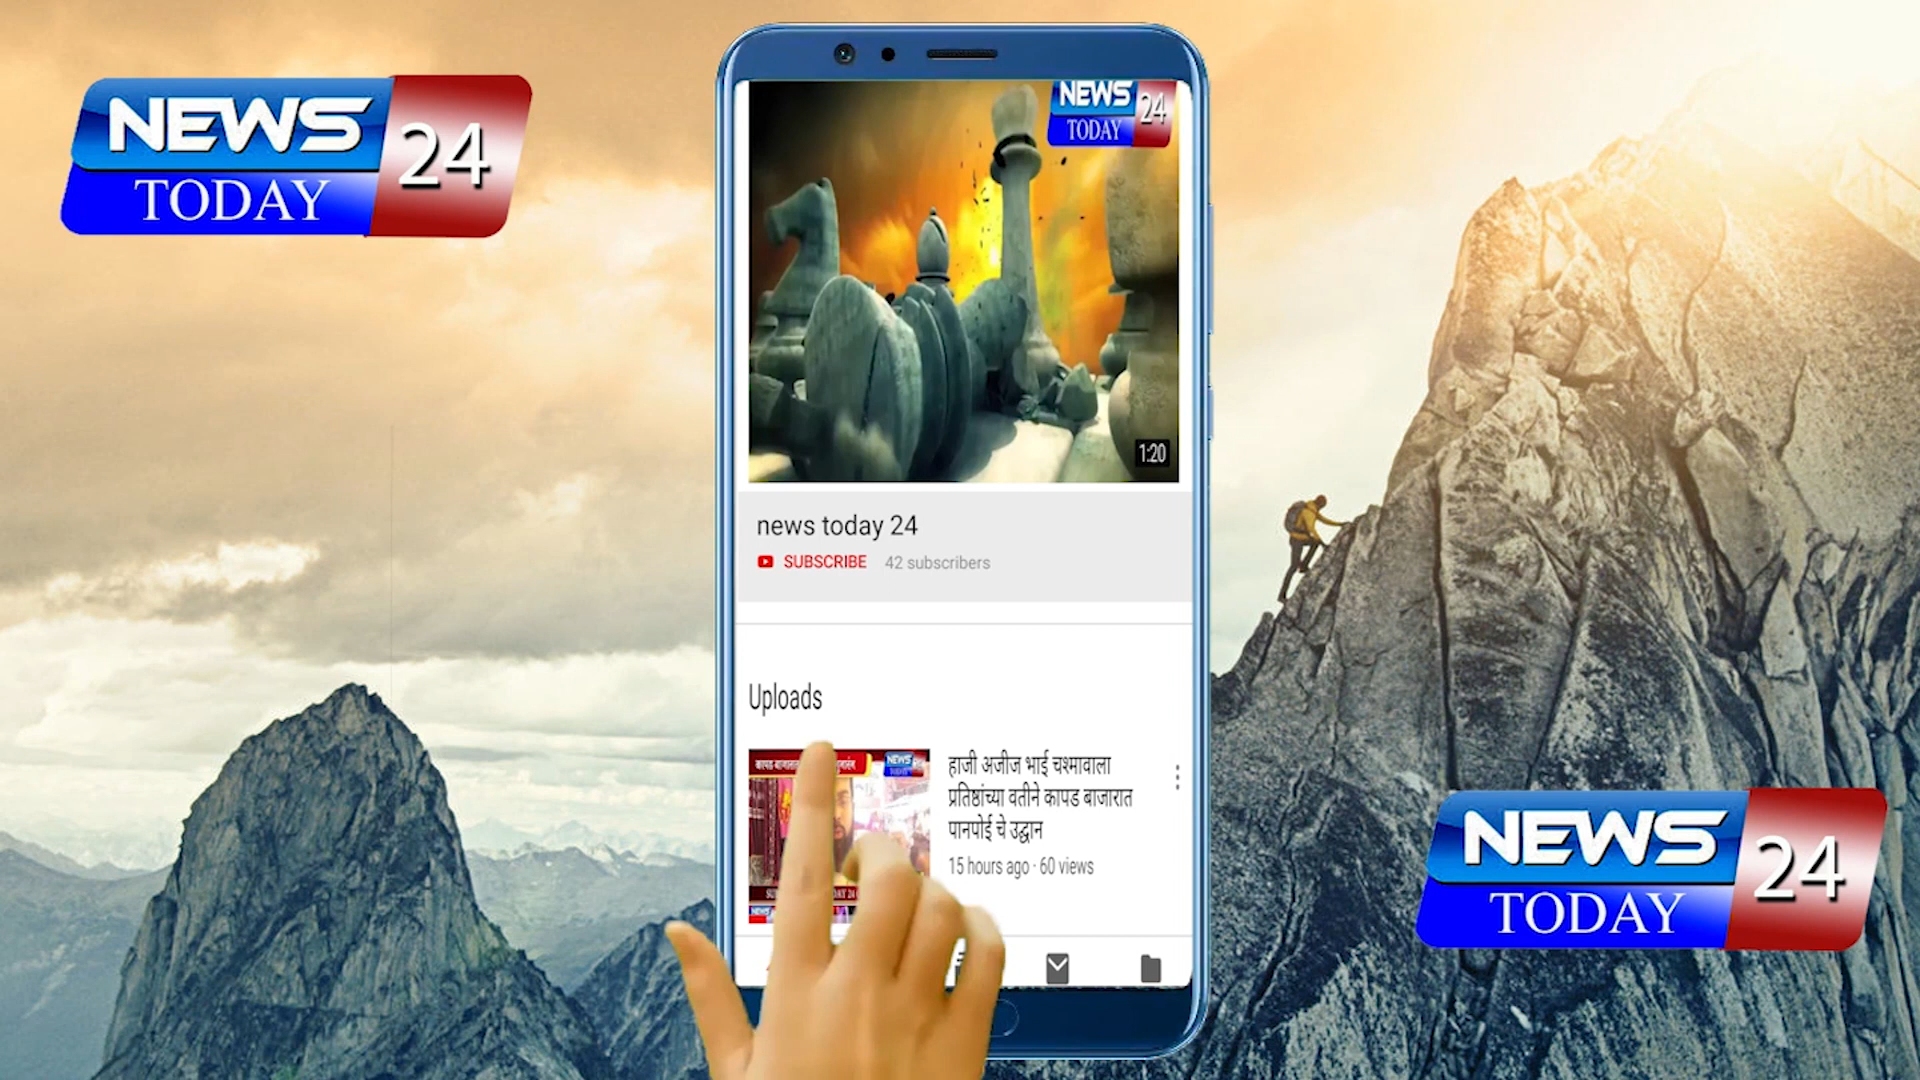 NEWS
TODAY
24
NEWS
TODAY
24
1:20
news today 24
SUBSCRIBE 42 subscribers
Uploads
NEWS
हाजी अजीज भाई चश्मावाला
प्रतिष्ठांच्या वतीने कापड बाजारात
पानपोई चे उद्घान
15 hours ago · 60 views
NEWS
TODAY
24